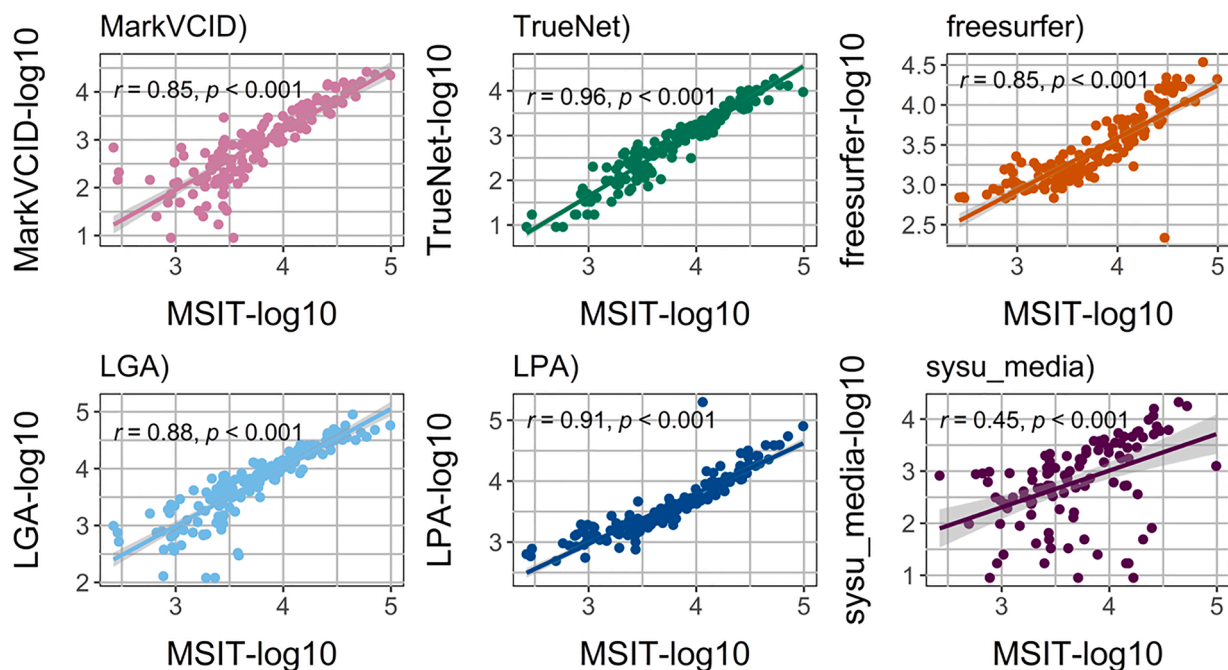 MarkVCID)
MarkVCID-log10
r = 0.85, p < 0.001
4
3
2
1
3 4 5
MSIT-log10
TrueNet)
TrueNet-log10
r = 0.96, p < 0.001
4
3
2
1
3 4 5
MSIT-log10
freesurfer)
freesurfer-log10
r = 0.85, p < 0.001
4.5
4.0
3.5
3.0
2.5
3 4 5
MSIT-log10
LGA)
LGA-log10
r = 0.88, p < 0.001
5
4
3
2
3 4 5
MSIT-log10
LPA)
LPA-log10
r = 0.91, p < 0.001
5
4
3
3 4 5
MSIT-log10
sysu_media)
sysu_media-log10
r = 0.45, p < 0.001
4
3
2
1
3 4 5
MSIT-log10